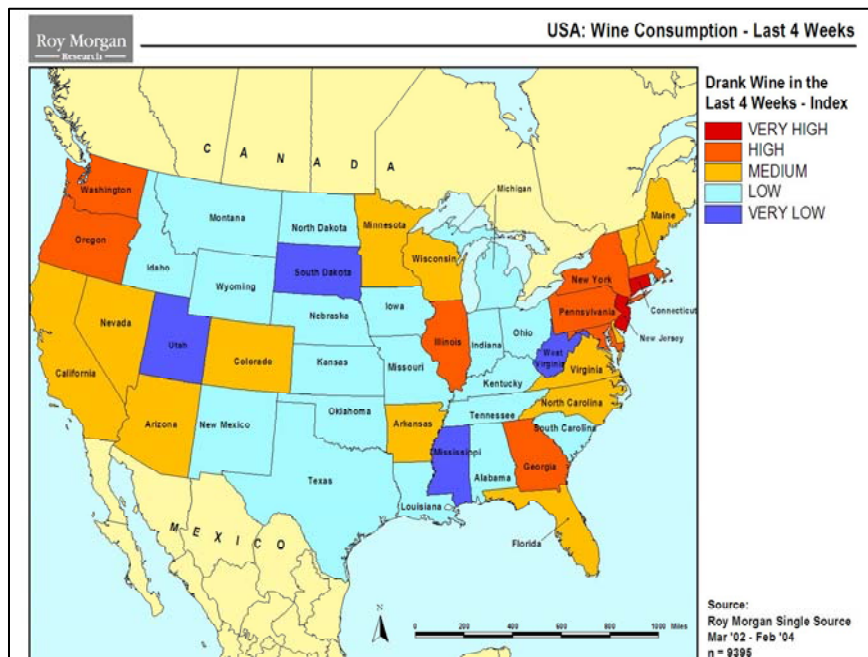 Roy Morgan
Research
USA: Wine Consumption - Last 4 Weeks
Drank Wine in the
Last 4 Weeks - Index
VERY HIGH
HIGH
MEDIUM
LOW
VERY LOW
C A N A D A
Michigan
Washington
Montana
North Dakota
Minnesota
Maine
Oregon
Idaho
Wisconsin
South Dakota
New York
Wyoming
Connecticut
Iowa
Pennsylvania
Nebraska
Nevada
Ohio
New Jersey
Illinois
Indiana
Utah
Colorado
West
Virginia
Kansas
Missouri
Virginia
California
Kentucky
North Carolina
Oklahoma
Tennessee
Arizona
New Mexico
Arkansas
South Carolina
Mississippi
Georgia
Alabama
Texas
Louisiana
M E X I C O
Florida
N
0
200
400
600
800
1000 Miles
Source:
Roy Morgan Single Source
Mar '02 - Feb '04
n = 9395